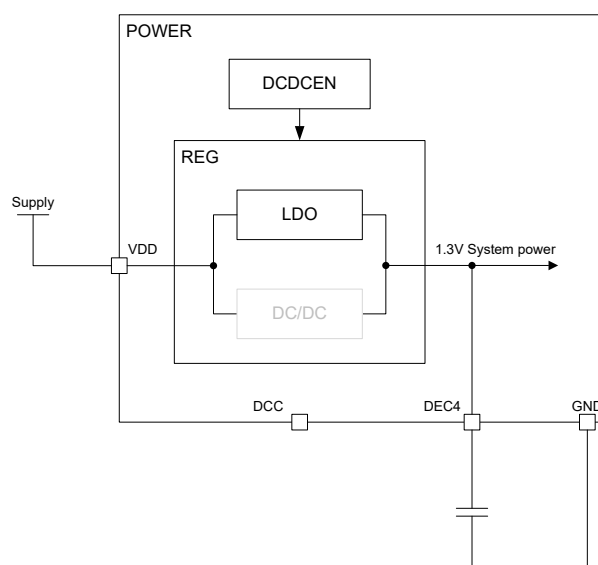 POWER
DCDCEN
REG
Supply
LDO
VDD
1.3V System power
DC/DC
DCC
DEC4
GND